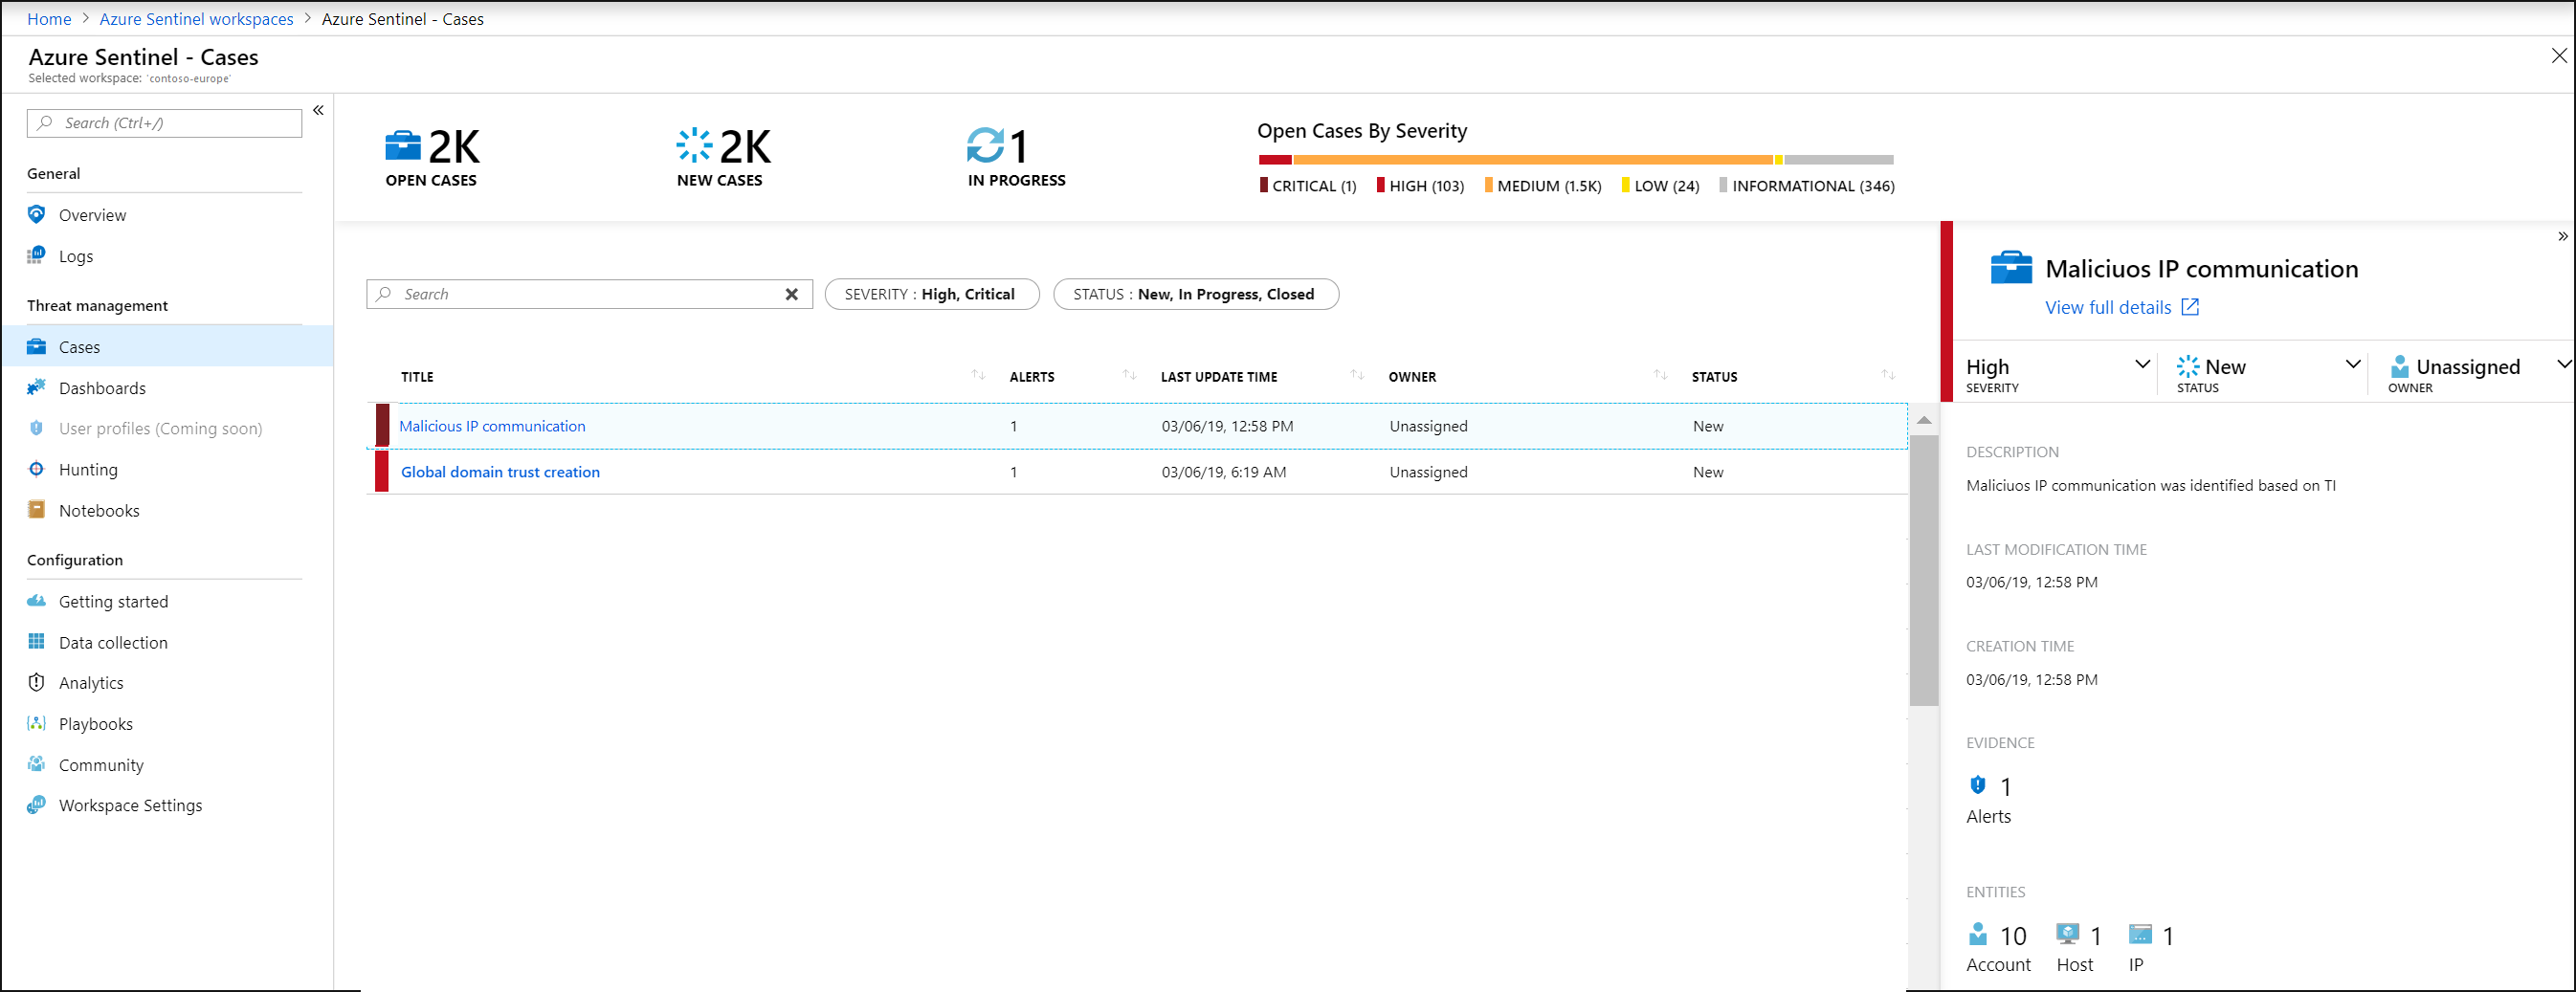 Home > Azure Sentinel workspaces > Azure Sentinel - Cases
Azure Sentinel - Cases
Selected workspace: 'contoso-europe'
Search (Ctrl+/)
General
Overview
Logs
Threat management
Cases
Dashboards
User profiles (Coming soon)
Hunting
Notebooks
Configuration
Getting started
Data collection
Analytics
Playbooks
Community
Workspace Settings
2K
OPEN CASES
2K
NEW CASES
1
IN PROGRESS
Open Cases By Severity
CRITICAL (1) HIGH (103) MEDIUM (1.5K) LOW (24) INFORMATIONAL (346)
Search
SEVERITY : High, Critical
STATUS : New, In Progress, Closed
TITLE ALERTS LAST UPDATE TIME OWNER STATUS
Malicious IP communication 1 03/06/19, 12:58 PM Unassigned New
Global domain trust creation 1 03/06/19, 6:19 AM Unassigned New
Maliciuos IP communication
View full details
High New Unassigned
SEVERITY STATUS OWNER
DESCRIPTION
Maliciuos IP communication was identified based on TI
LAST MODIFICATION TIME
03/06/19, 12:58 PM
CREATION TIME
03/06/19, 12:58 PM
EVIDENCE
1
Alerts
ENTITIES
10 1 1
Account Host IP